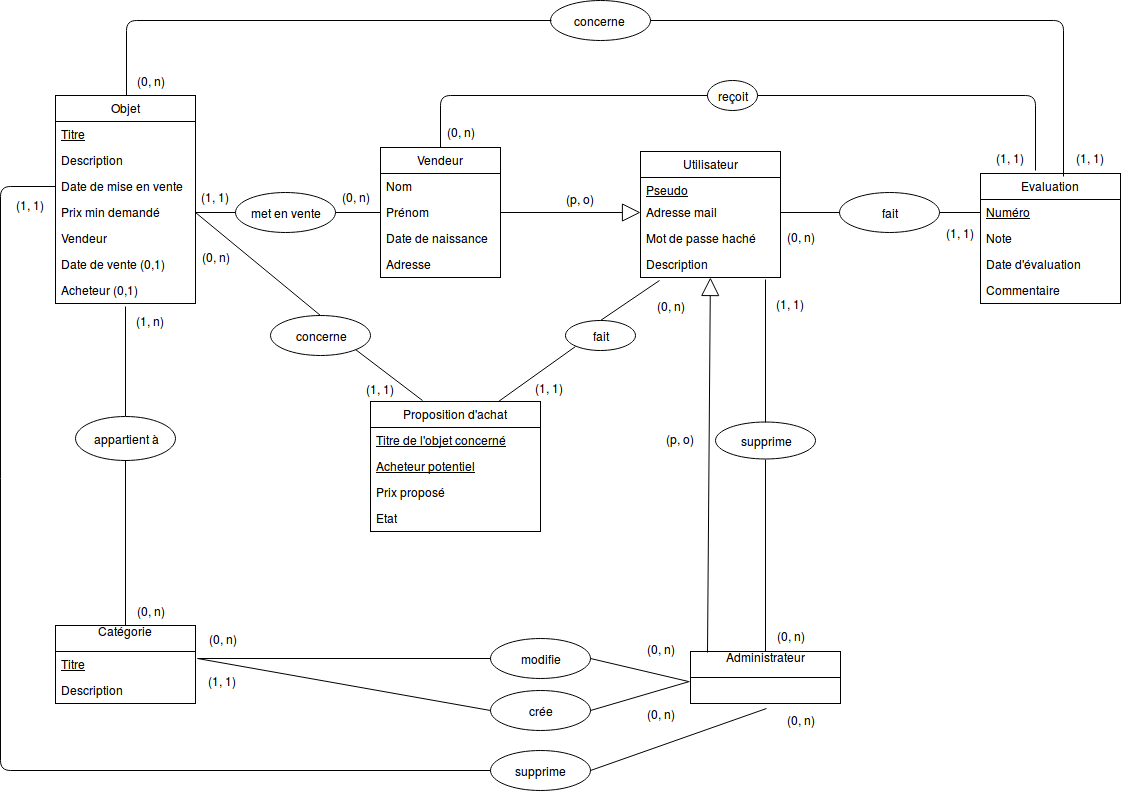 concerne
(0, n)
reçoit
Objet
Titre
Description
Date de mise en vente
Prix min demandé
Vendeur
Date de vente (0,1)
Acheteur (0,1)
(1, 1)
(1, 1)
met en vente
(0, n)
(0, n)
(0, n)
Vendeur
Nom
Prénom
Date de naissance
Adresse
(p, o)
Utilisateur
Pseudo
Adresse mail
Mot de passe haché
Description
(0, n)
fait
(1, 1)
(1, 1)
(1, 1)
Evaluation
Numéro
Note
Date d'évaluation
Commentaire
(1, n)
concerne
fait
(0, n)
(1, 1)
(1, 1)
(1, 1)
Proposition d'achat
Titre de l'objet concerné
Acheteur potentiel
Prix proposé
Etat
appartient à
(p, o)
supprime
(0, n)
Catégorie
Titre
Description
(0, n)
(1, 1)
modifie
crée
(0, n)
(0, n)
(0, n)
Administrateur
(0, n)
supprime